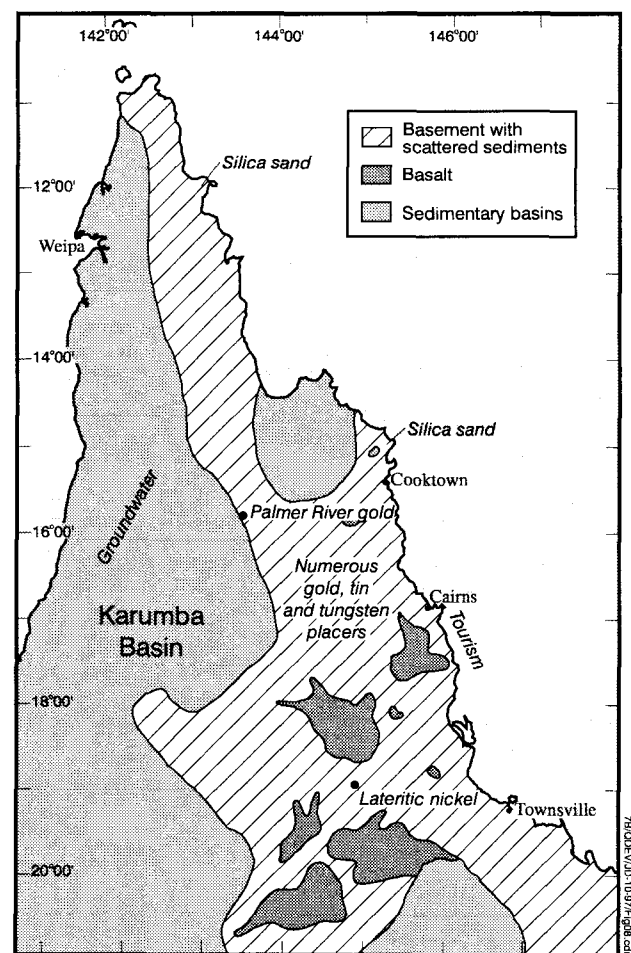 142°00'
144°00'
146°00'
12°00'
14°00'
16°00'
18°00'
20°00'
Basement with
scattered sediments
Basalt
Sedimentary basins
Silica sand
Weipa
Silica sand
Cooktown
Groundwater
Palmer River gold
Numerous
gold, tin
and tungsten
placers
Cairns
Tourism
Karumba
Basin
Lateritic nickel
Townsville